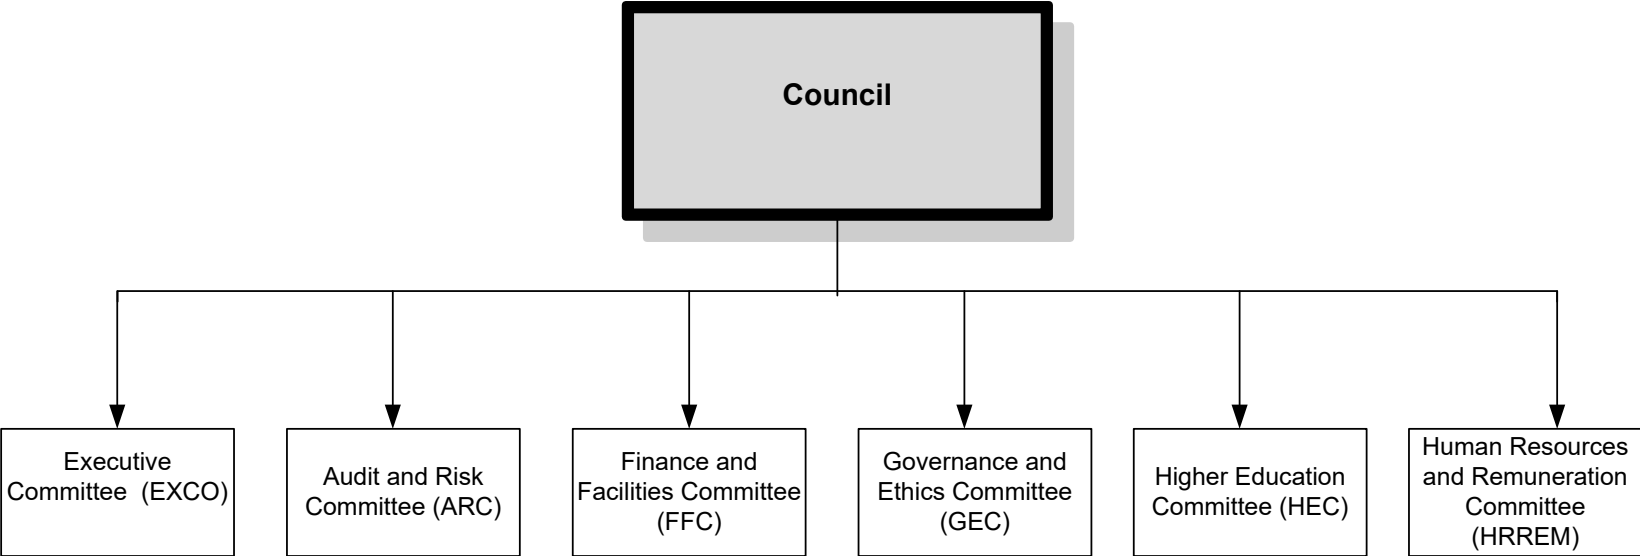 Council
Executive
Committee  (EXCO)
Audit and Risk
Committee (ARC)
Finance and
Facilities Committee
(FFC)
Governance and
Ethics Committee
(GEC)
Higher Education
Committee (HEC)
Human Resources
and Remuneration
Committee
(HRREM)